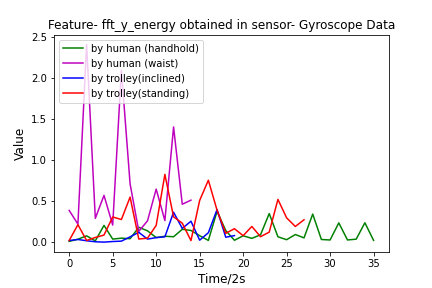 Feature- fft_y_energy obtained in sensor- Gyroscope Data
2.5
2.0
1.5
1.0
0.5
0.0
Value
by human (handhold)
by human (waist)
by trolley(inclined)
by trolley(standing)
0 5 10 15 20 25 30 35
Time/2s